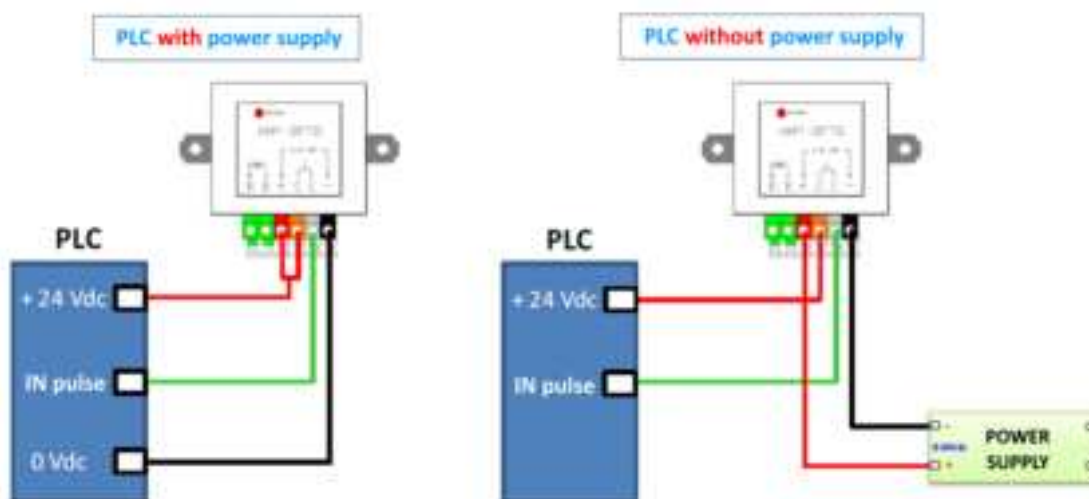 PLC with power supply
PLC
+ 24 Vdc
IN pulse
0 Vdc
PLC without power supply
PLC
+ 24 Vdc
IN pulse
-
+
POWER
SUPPLY